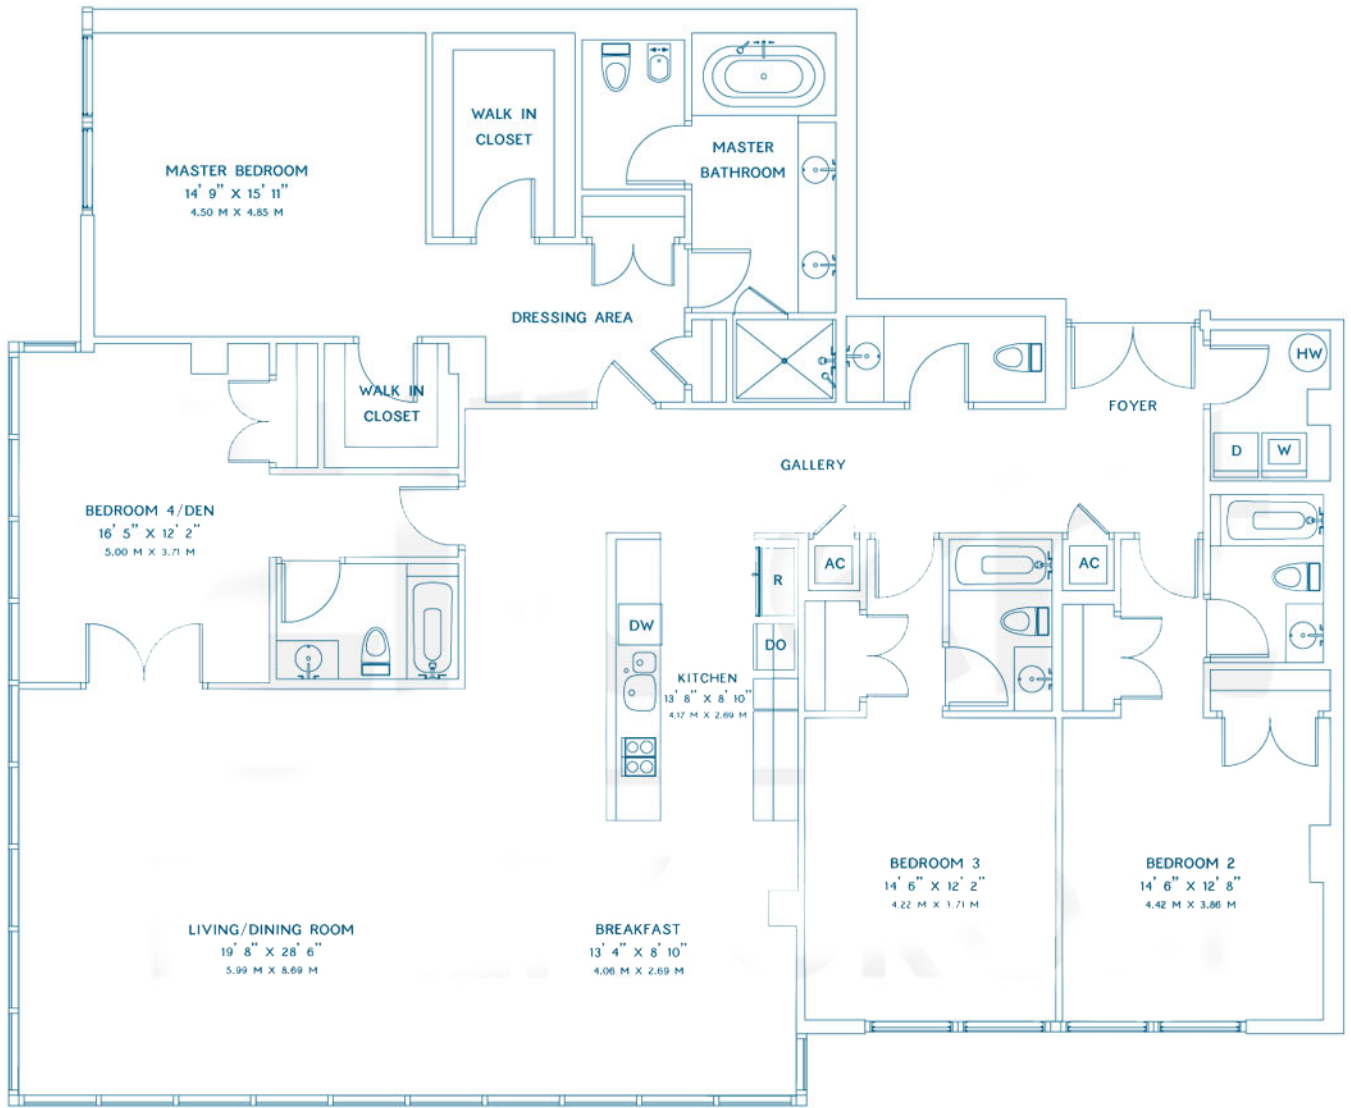 WALK IN
CLOSET
MASTER
BATHROOM
MASTER BEDROOM
14' 9" X 15' 11"
4.50 M X 4.85 M
DRESSING AREA
HW
WALK IN
CLOSET
FOYER
GALLERY
D
W
BEDROOM 4/DEN
16' 5" X 12' 2"
5.00 M X 3.71 M
AC
AC
R
DW
DO
KITCHEN
13' 8" X 8' 10"
4.17 M X 2.69 M
BEDROOM 3
14' 6" X 12' 2"
4.22 M X 3.71 M
BEDROOM 2
14' 6" X 12' 8"
4.42 M X 3.86 M
LIVING/DINING ROOM
19' 8" X 28' 6"
5.99 M X 8.69 M
BREAKFAST
13' 4" X 8' 10"
4.06 M X 2.69 M